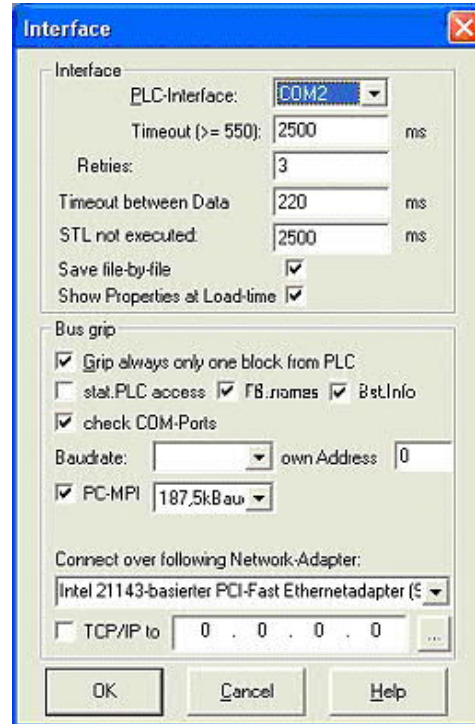 Interface
Interface
PLC-Interface: COM2
Timeout (>= 550): 2500 ms
Retries: 3
Timeout between Data 220 ms
STL not executed: 2500 ms
Save file-by-file
Show Properties at Load-time
Bus grip
Grip always only one block from PLC
stat.PLC access FB.names Bst.Info
check COM-Ports
Baudrate: own Address 0
PC-MPI 187,5kBau
Connect over following Network-Adapter:
Intel 21143-basierter PCI-Fast Ethernetadapter (S
TCP/IP to 0 . 0 . 0 . 0 ...
OK Cancel Help